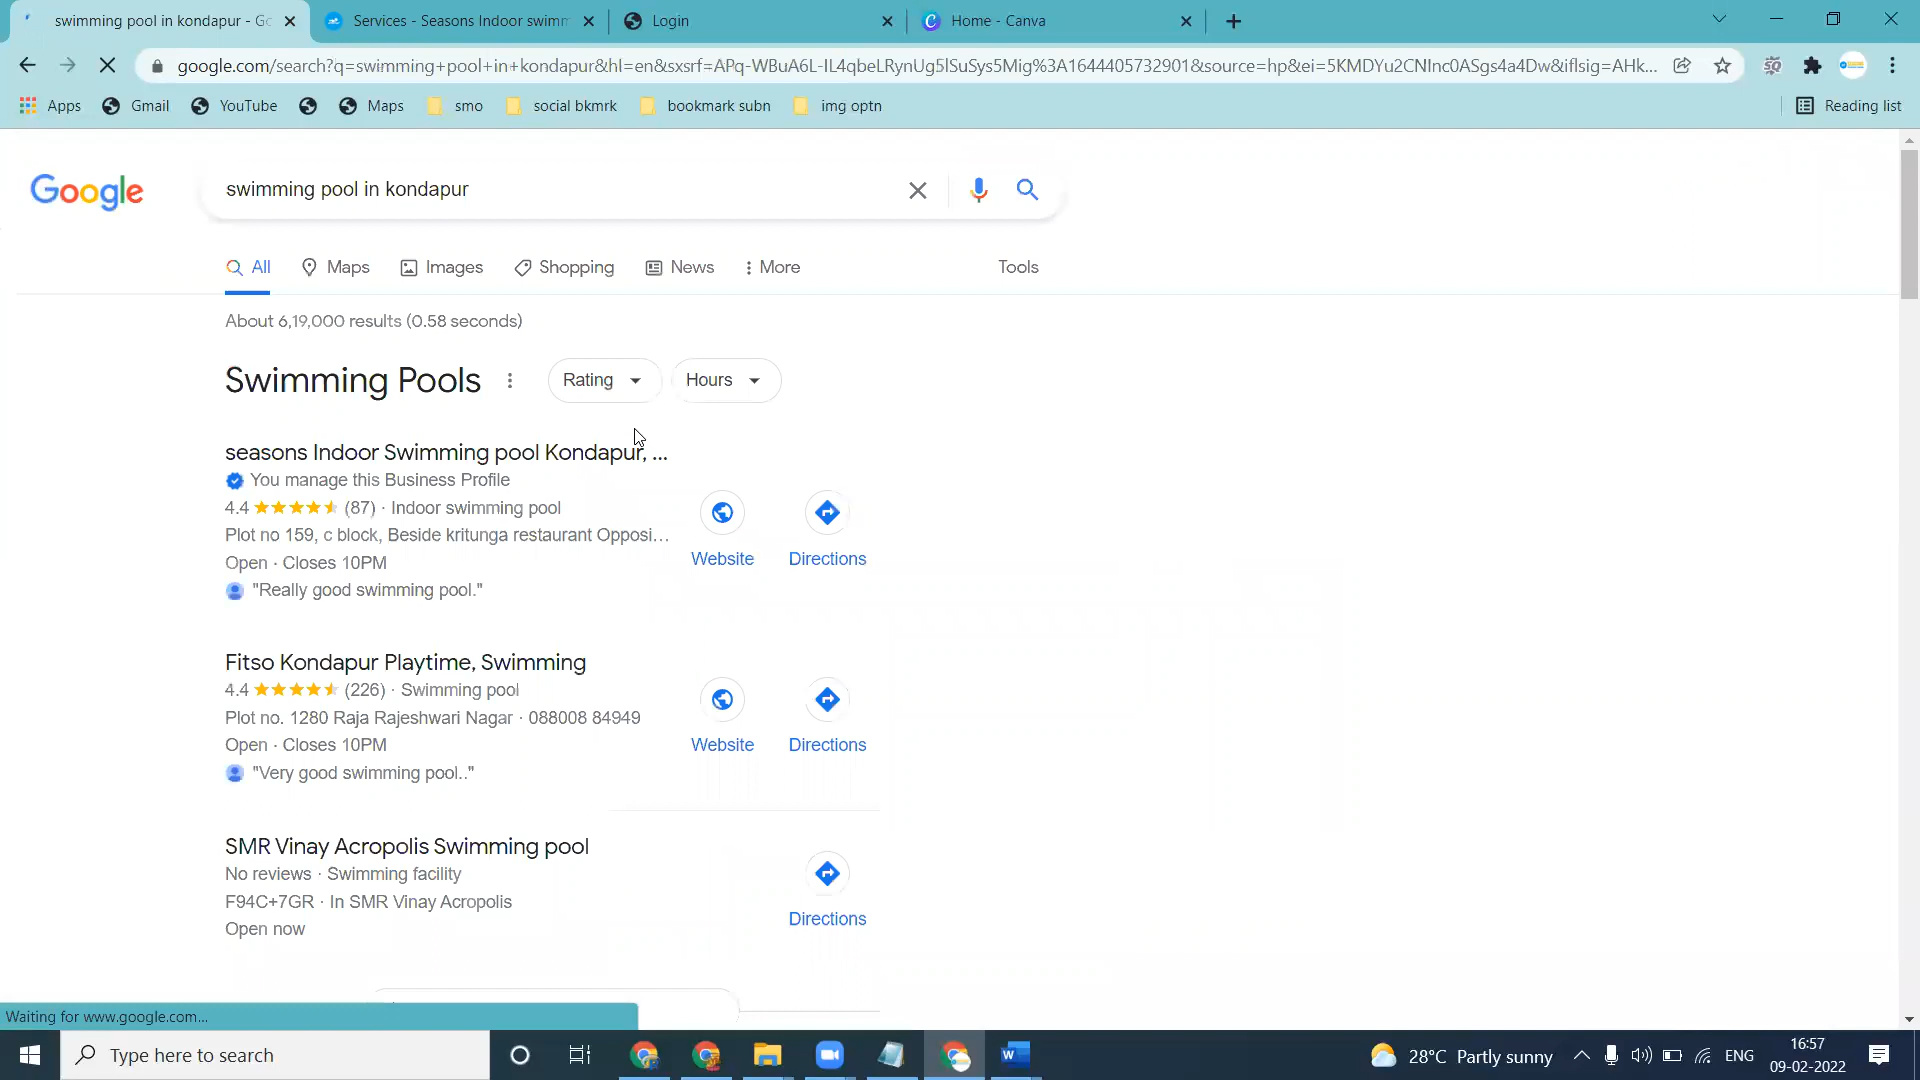 swimming pool in kondapur - Go
Services - Seasons Indoor swimm
Login
Home - Canva
google.com/search?q=swimming+pool+in+kondapur&hl=en&sxsrf=APq-WBuA6L-IL4qbeLRynUg5lSuSys5Mig%3A1644405732901&source=hp&ei=5KMDYu2CNInc0ASgs4a4Dw&iflsig=AHk...
Apps
Gmail
YouTube
Maps
smo
social bkmrk
bookmark subn
img optn
Reading list
Google
swimming pool in kondapur
All
Maps
Images
Shopping
News
More
Tools
About 6,19,000 results (0.58 seconds)
Swimming Pools
Rating
Hours
seasons Indoor Swimming pool Kondapur, ...
You manage this Business Profile
4.4 (87) · Indoor swimming pool
Plot no 159, c block, Beside kritunga restaurant Opposi...
Open · Closes 10PM
"Really good swimming pool."
Website
Directions
Fitso Kondapur Playtime, Swimming
4.4 (226) · Swimming pool
Plot no. 1280 Raja Rajeshwari Nagar · 088008 84949
Open · Closes 10PM
"Very good swimming pool.."
Website
Directions
SMR Vinay Acropolis Swimming pool
No reviews · Swimming facility
F94C+7GR · In SMR Vinay Acropolis
Open now
Directions
Waiting for www.google.com...
Type here to search
28°C Partly sunny
ENG
16:57
09-02-2022